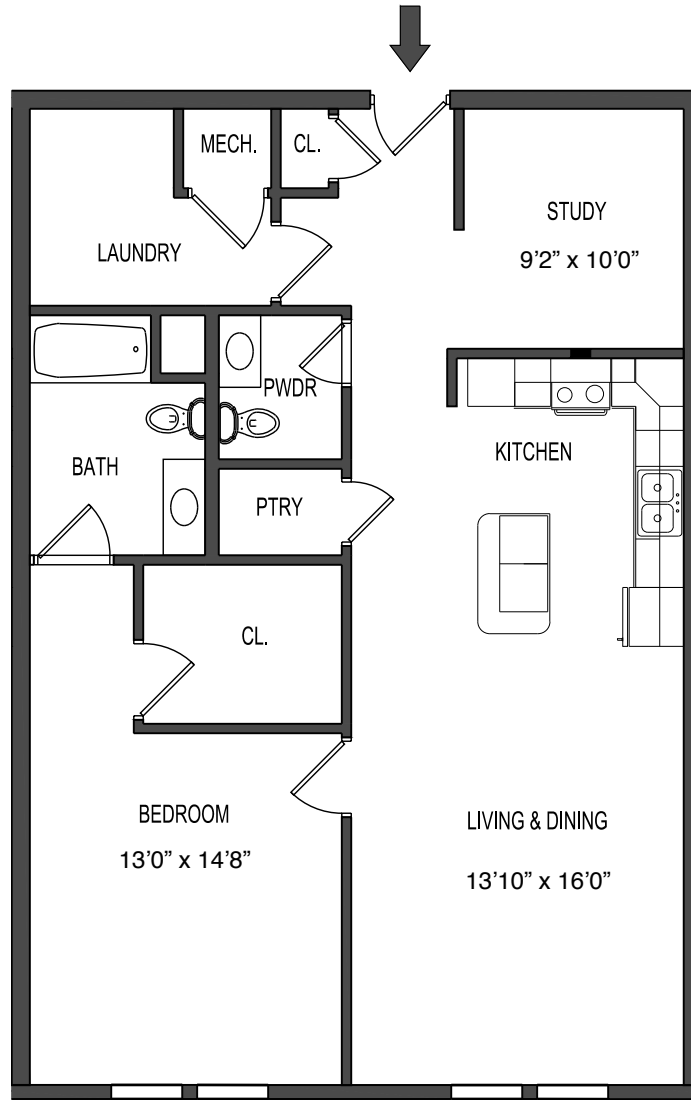 MECH.
CL.
STUDY
9’2” x 10’0”
LAUNDRY
PWDR
KITCHEN
BATH
PTRY
CL.
BEDROOM
13’0” x 14’8”
LIVING & DINING
13’10” x 16’0”